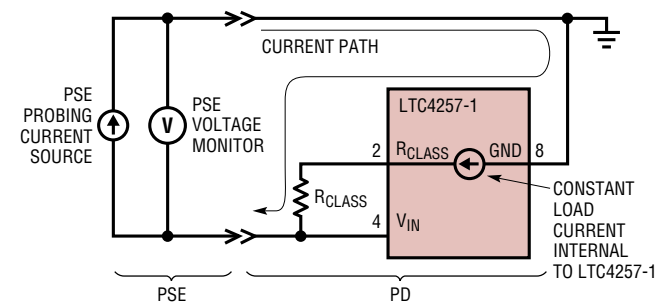 CURRENT PATH
PSE
PROBING
CURRENT
SOURCE
V
PSE
VOLTAGE
MONITOR
LTC4257-1
2
RCLASS
GND
8
RCLASS
4
VIN
CONSTANT
LOAD
CURRENT
INTERNAL
TO LTC4257-1
PSE
PD